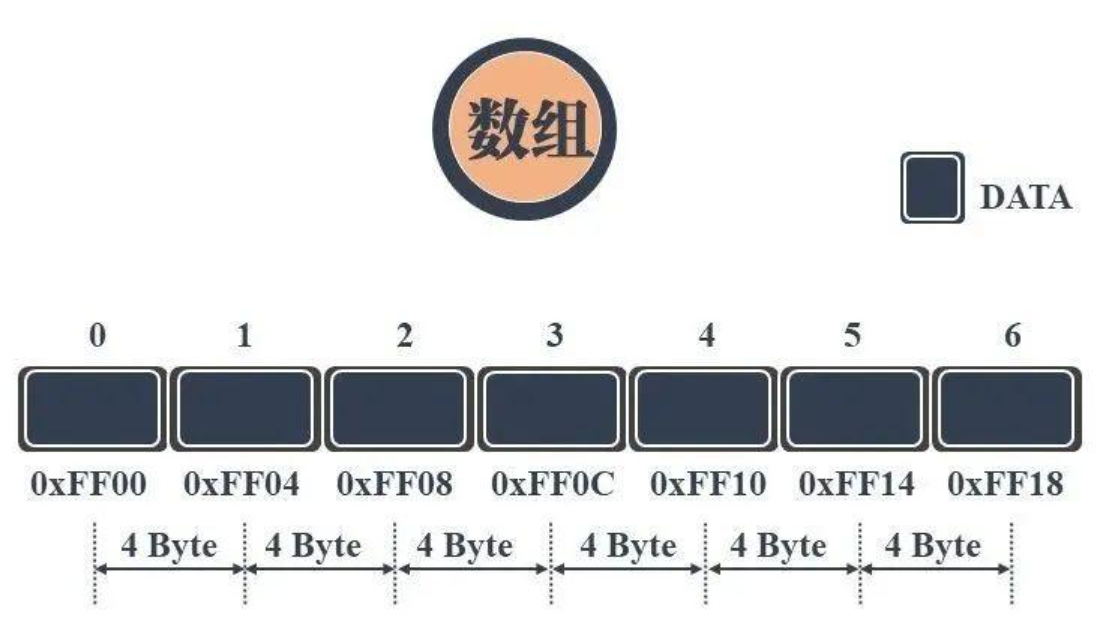 数组
DATA
0 1 2 3 4 5 6
0xFF00 0xFF04 0xFF08 0xFF0C 0xFF10 0xFF14 0xFF18
4 Byte 4 Byte 4 Byte 4 Byte 4 Byte 4 Byte